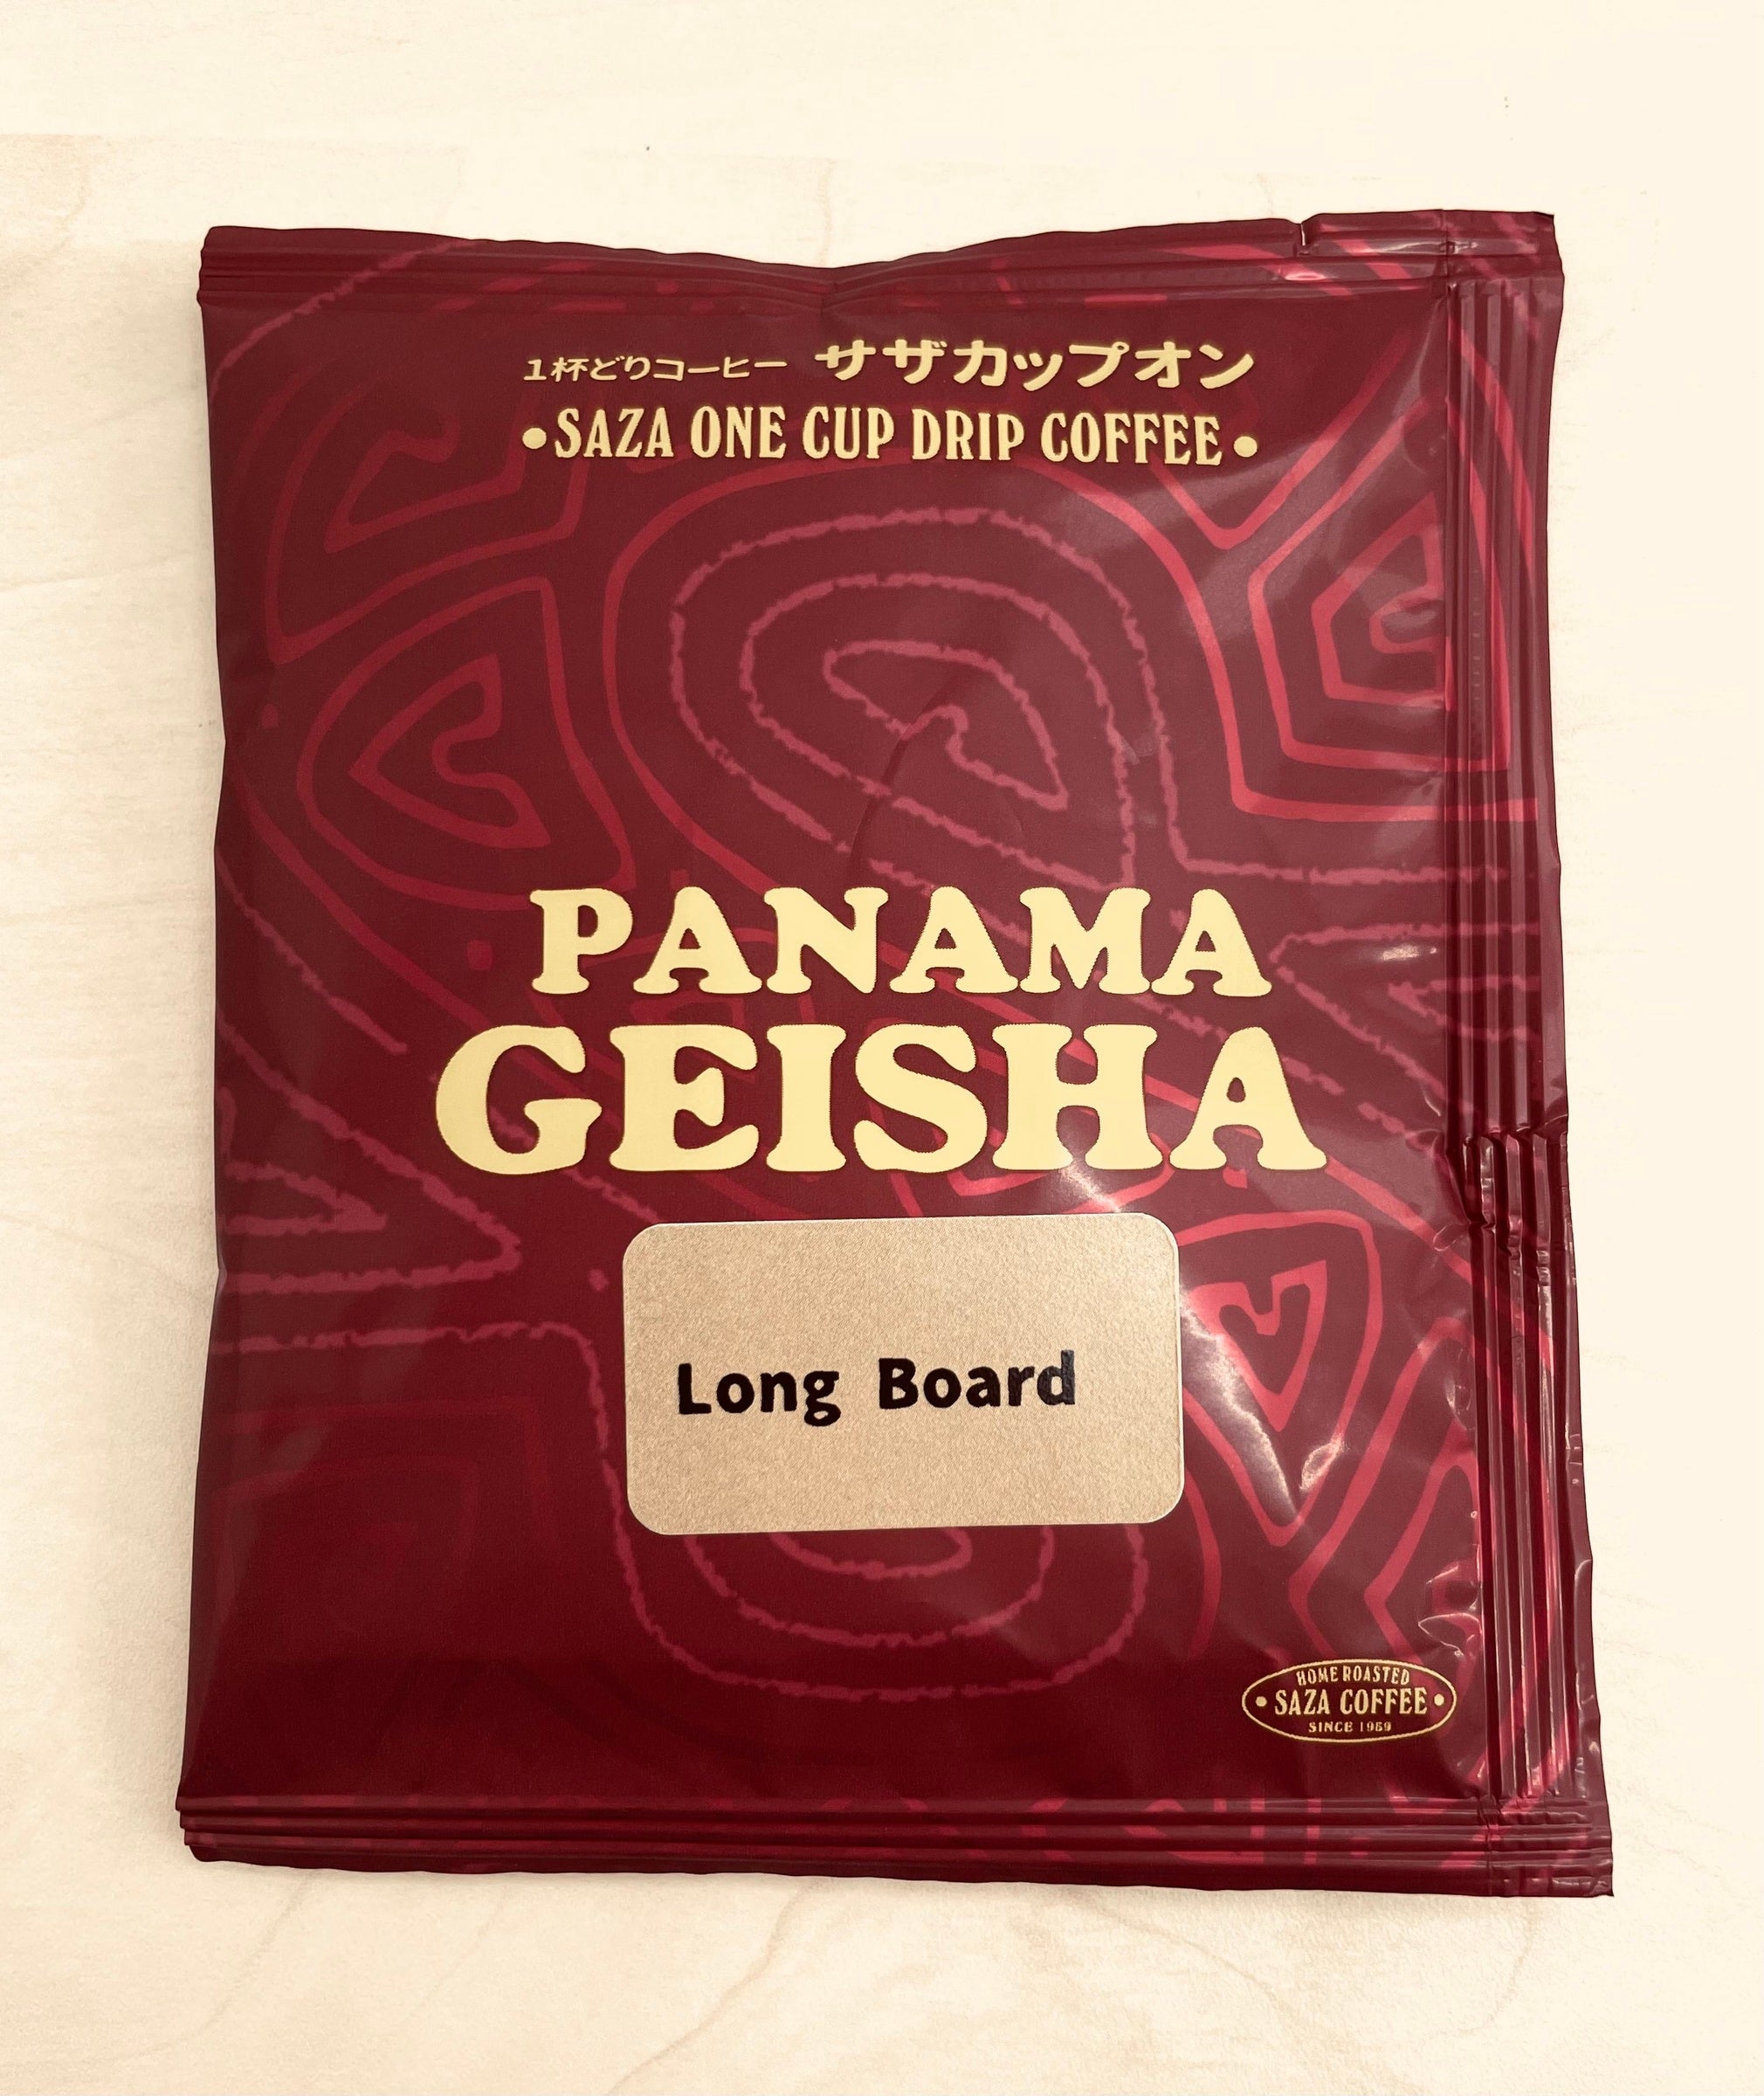 1杯どりコーヒー サザカップオン
•SAZA ONE CUP DRIP COFFEE•
PANAMA
GEISHA
Long Board
HOME ROASTED
•SAZA COFFEE•
SINCE 1969